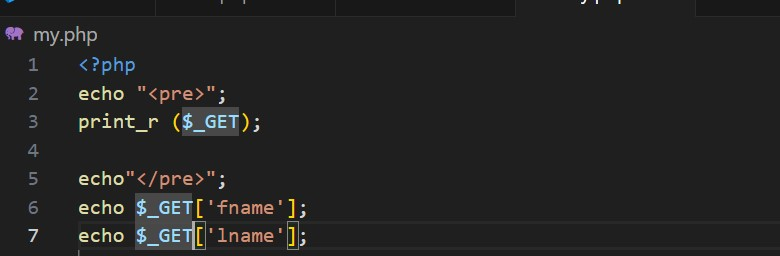 my.php
1 <?php
2 echo "<pre>";
3 print_r ($_GET);
4
5 echo"</pre>";
6 echo $_GET['fname'];
7 echo $_GET['lname'];